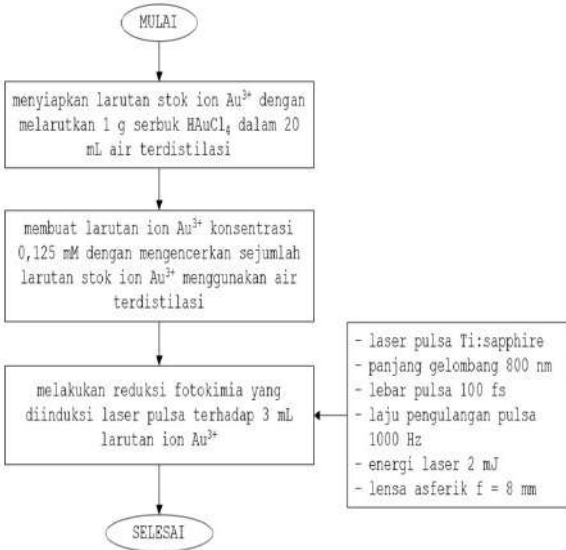 MULAI
menyiapkan larutan stok ion Au³⁺ dengan
melarutkan 1 g serbuk HAuCl₄ dalam 20
mL air terdistilasi
membuat larutan ion Au³⁺ konsentrasi
0,125 mM dengan mengencerkan sejumlah
larutan stok ion Au³⁺ menggunakan air
terdistilasi
melakukan reduksi fotokimia yang
diinduksi laser pulsa terhadap 3 mL
larutan ion Au³⁺
- laser pulsa Ti:sapphire
- panjang gelombang 800 nm
- lebar pulsa 100 fs
- laju pengulangan pulsa
1000 Hz
- energi laser 2 mJ
- lensa asferik f = 8 mm
SELESAI